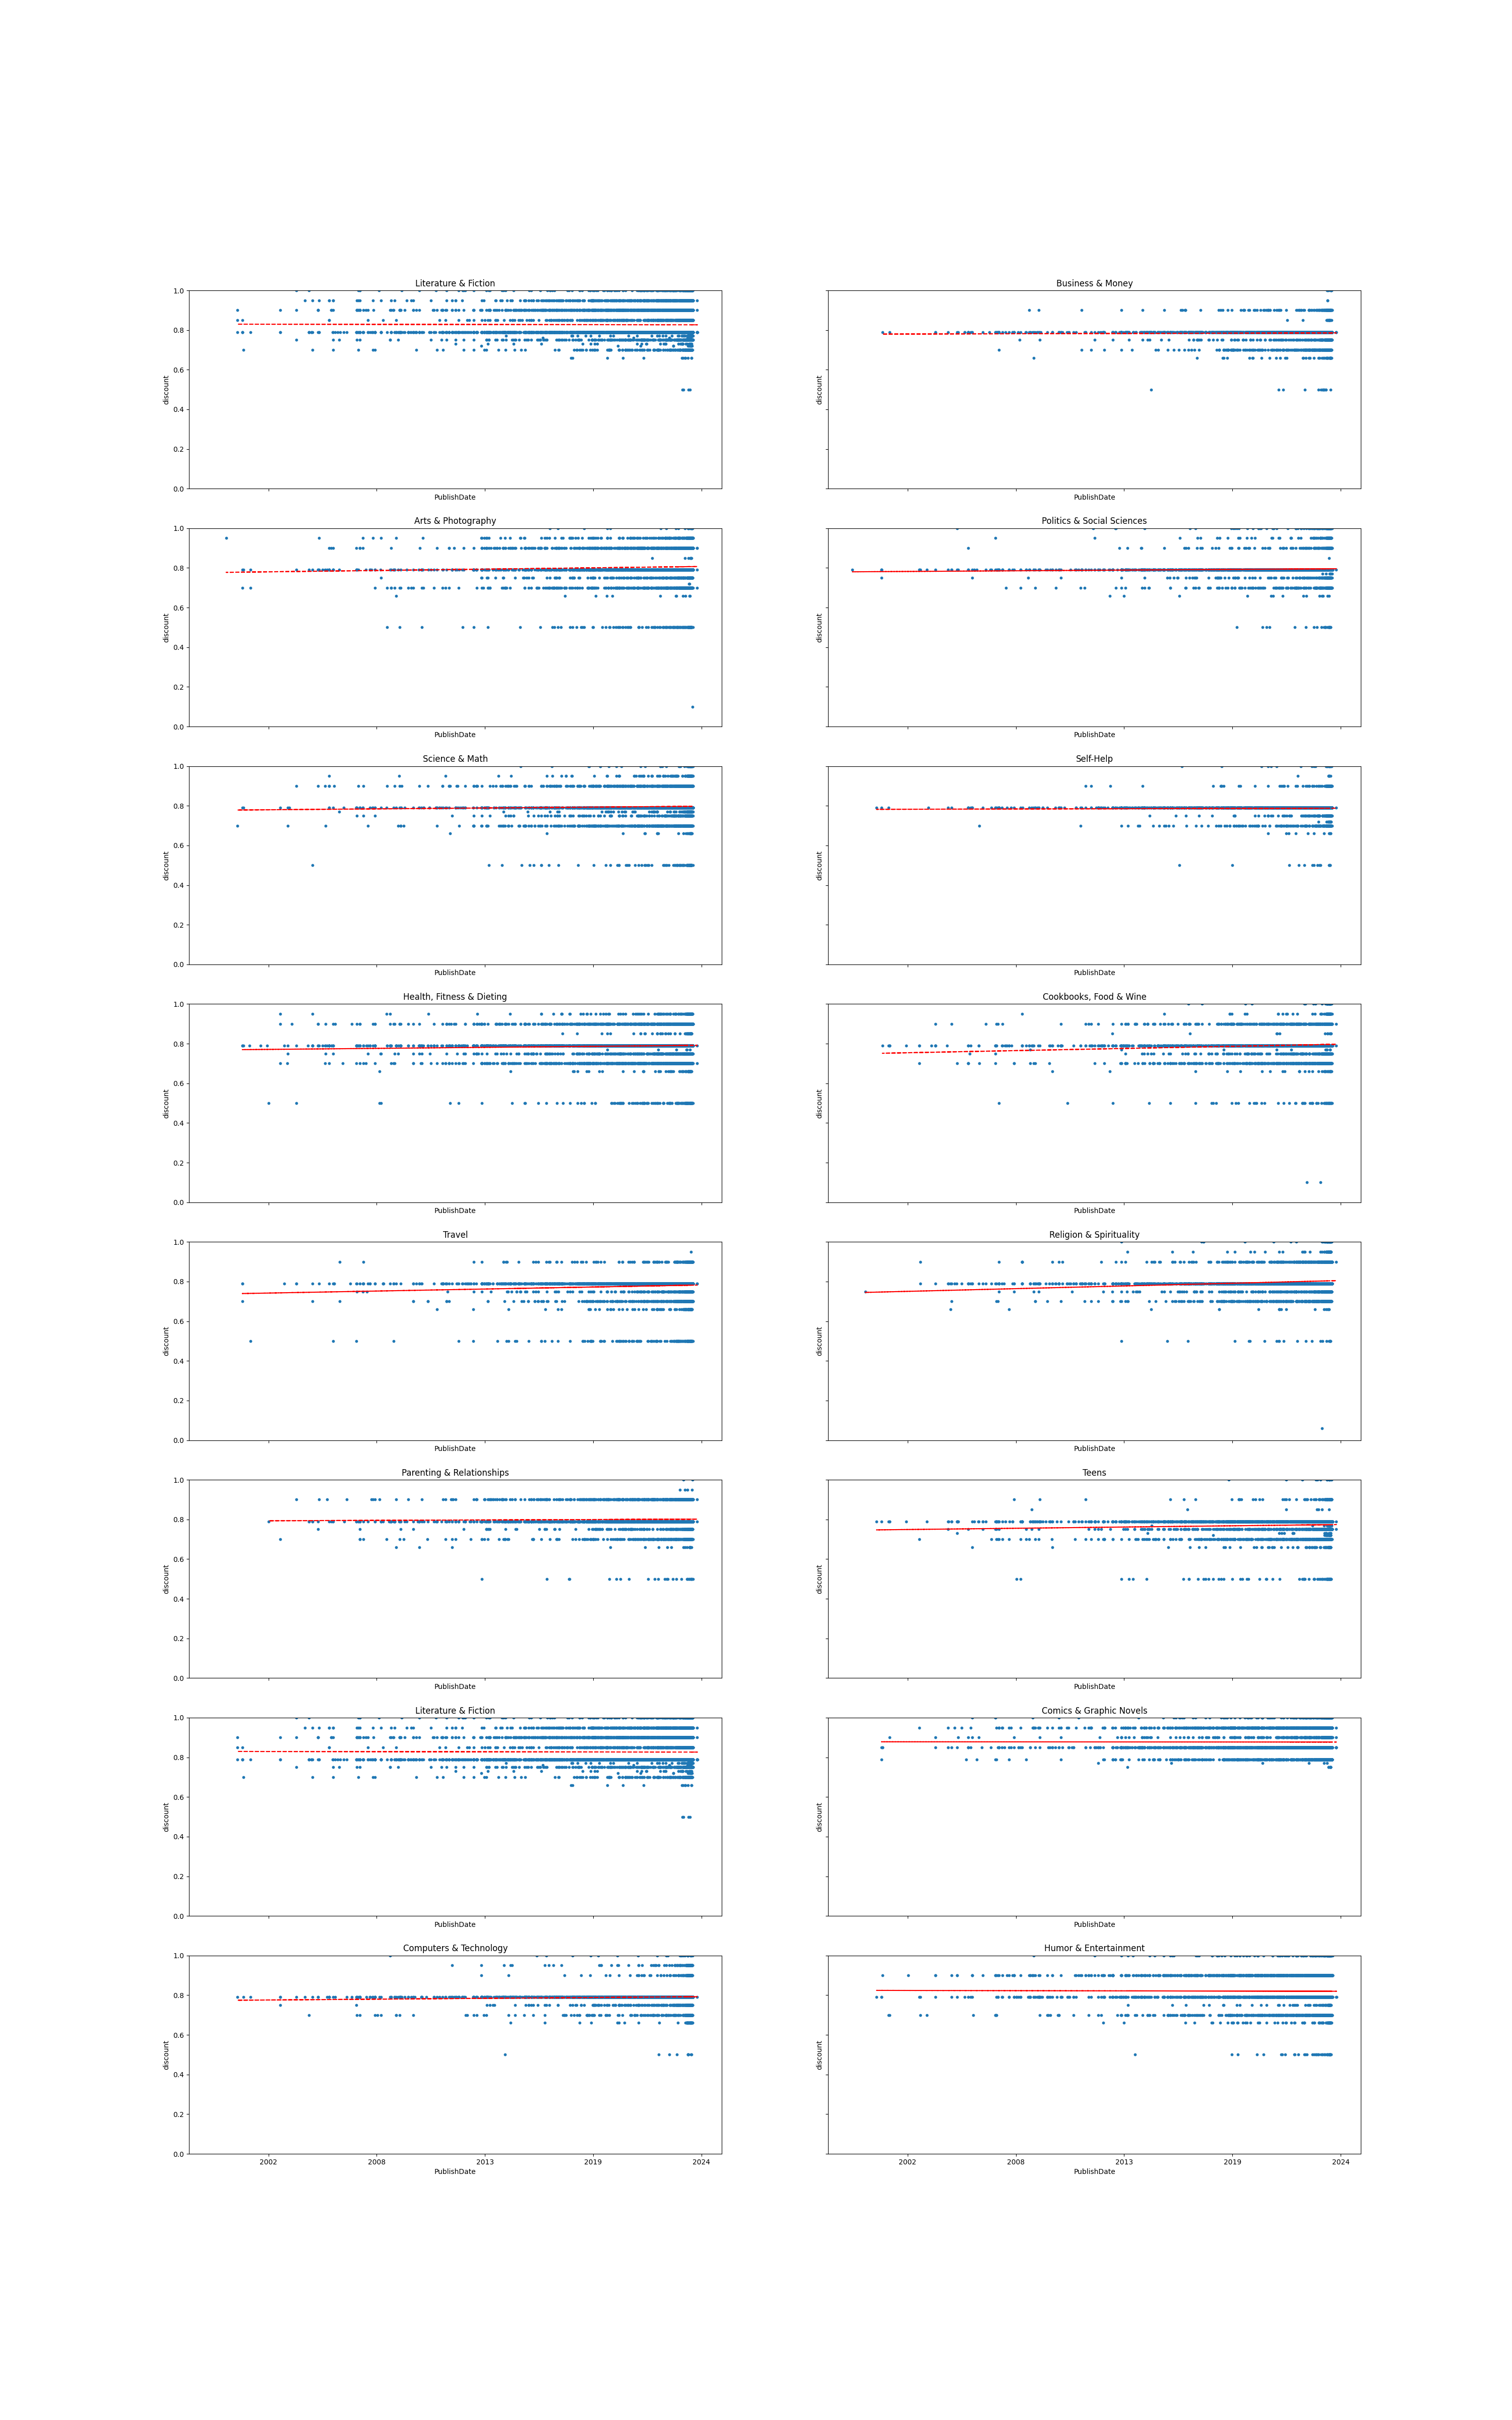 Literature & Fiction
1.0
0.8
0.6
0.4
0.2
0.0
discount
PublishDate
Business & Money
discount
PublishDate
Arts & Photography
1.0
0.8
0.6
0.4
0.2
0.0
discount
PublishDate
Politics & Social Sciences
discount
PublishDate
Science & Math
1.0
0.8
0.6
0.4
0.2
0.0
discount
PublishDate
Self-Help
discount
PublishDate
Health, Fitness & Dieting
1.0
0.8
0.6
0.4
0.2
0.0
discount
PublishDate
Cookbooks, Food & Wine
discount
PublishDate
Travel
1.0
0.8
0.6
0.4
0.2
0.0
discount
PublishDate
Religion & Spirituality
discount
PublishDate
Parenting & Relationships
1.0
0.8
0.6
0.4
0.2
0.0
discount
PublishDate
Teens
discount
PublishDate
Literature & Fiction
1.0
0.8
0.6
0.4
0.2
0.0
discount
PublishDate
Comics & Graphic Novels
discount
PublishDate
Computers & Technology
1.0
0.8
0.6
0.4
0.2
0.0
discount
2002 2008 2013 2019 2024
PublishDate
Humor & Entertainment
discount
2002 2008 2013 2019 2024
PublishDate